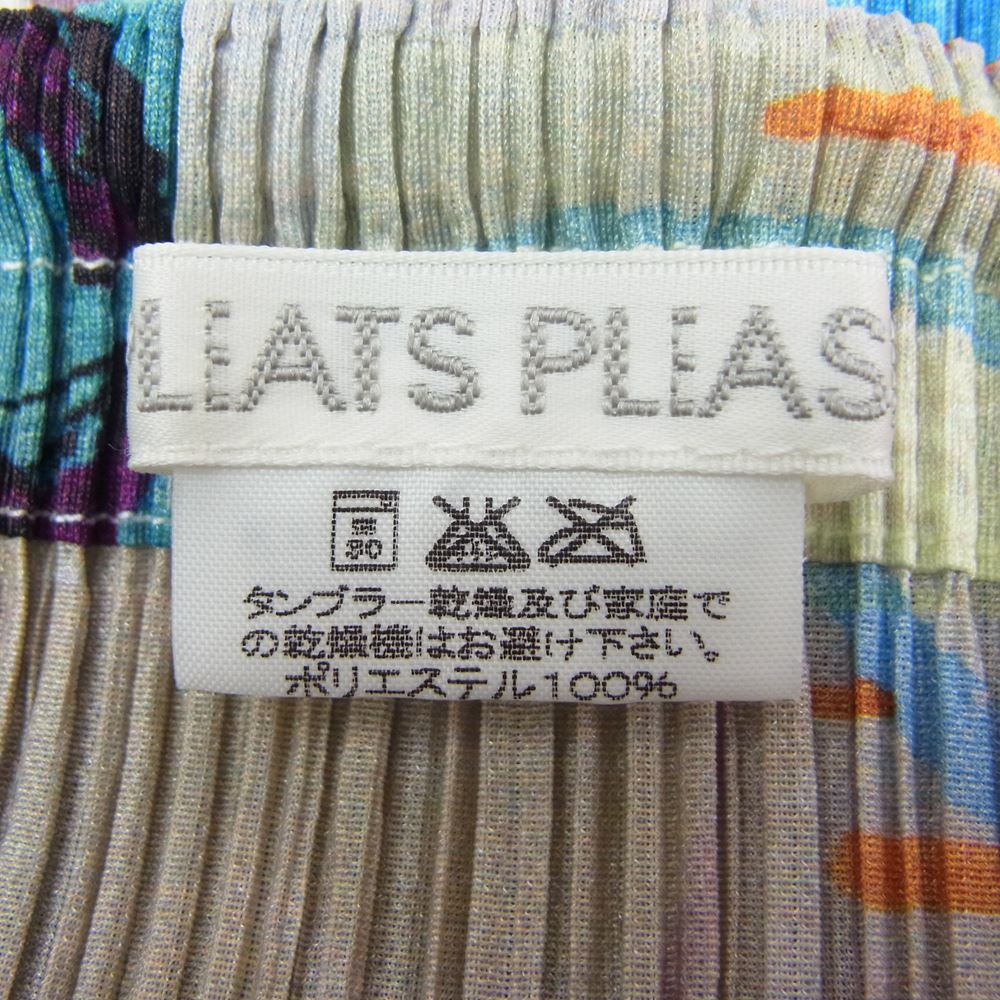 LEATS PLEAS
タンブラー乾燥及び家庭で
の乾燥機はお避け下さい。
ポリエステル100%